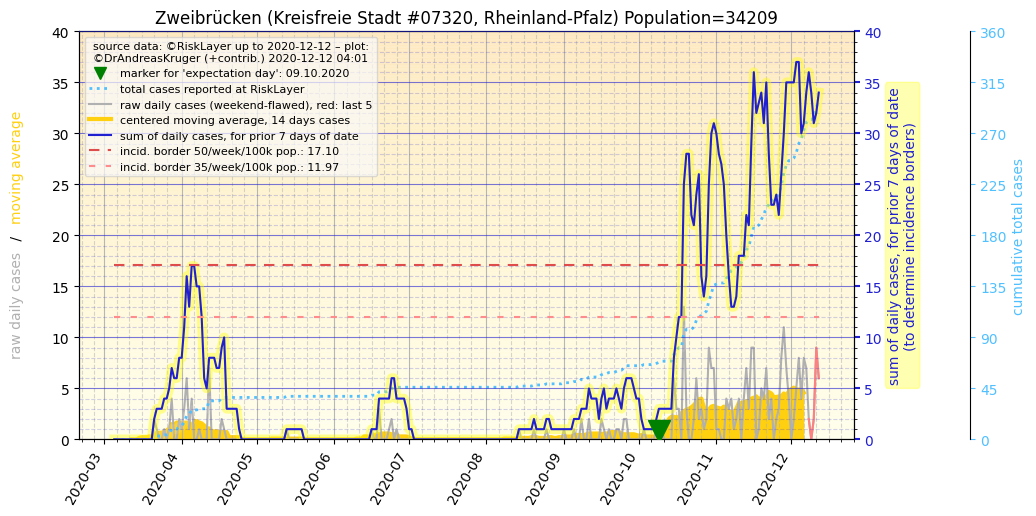 Zweibrücken (Kreisfreie Stadt #07320, Rheinland-Pfalz) Population=34209
source data: ©RiskLayer up to 2020-12-12 – plot:
©DrAndreasKruger (+contrib.) 2020-12-12 04:01
marker for 'expectation day': 09.10.2020
total cases reported at RiskLayer
raw daily cases (weekend-flawed), red: last 5
centered moving average, 14 days cases
sum of daily cases, for prior 7 days of date
incid. border 50/week/100k pop.: 17.10
incid. border 35/week/100k pop.: 11.97
raw daily cases / moving average
40
35
30
25
20
15
10
5
0
2020-03
2020-04
2020-05
2020-06
2020-07
2020-08
2020-09
2020-10
2020-11
2020-12
40
35
30
25
20
15
10
5
0
sum of daily cases, for prior 7 days of date
(to determine incidence borders)
360
315
270
225
180
135
90
45
0
cumulative total cases